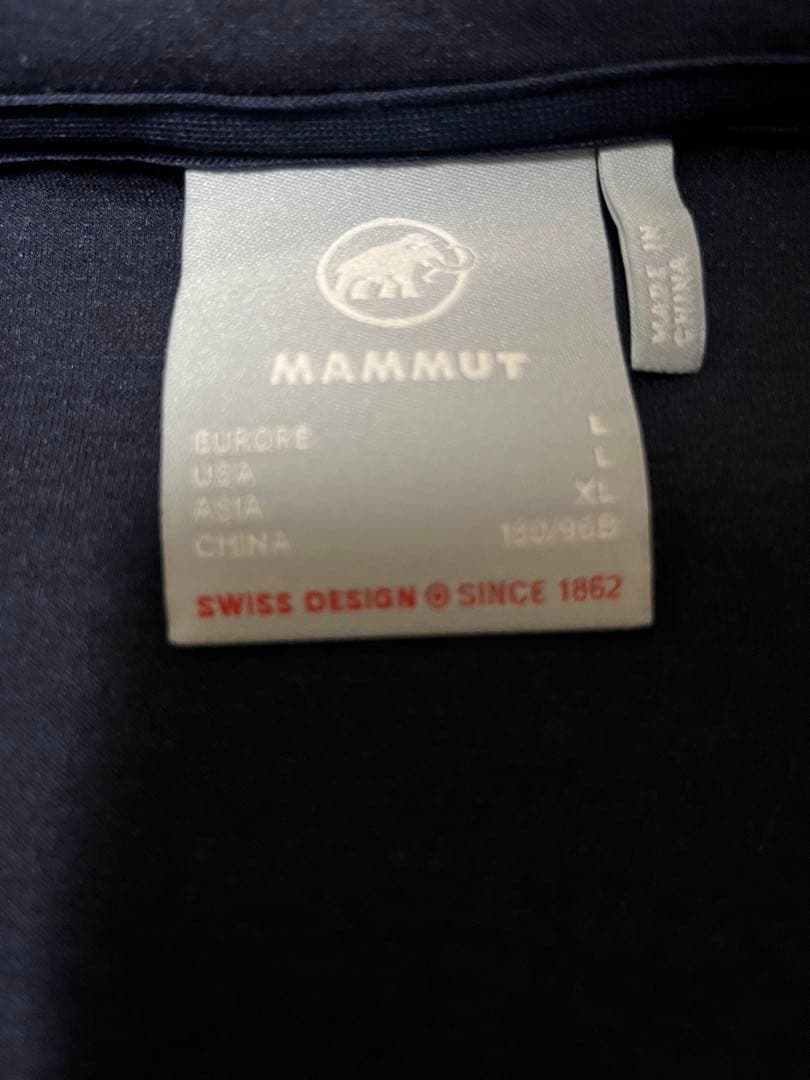 MAMMUT
EUROPE L
USA L
ASIA XL
CHINA
SWISS DESIGN SINCE 1862
MADE IN
CHINA